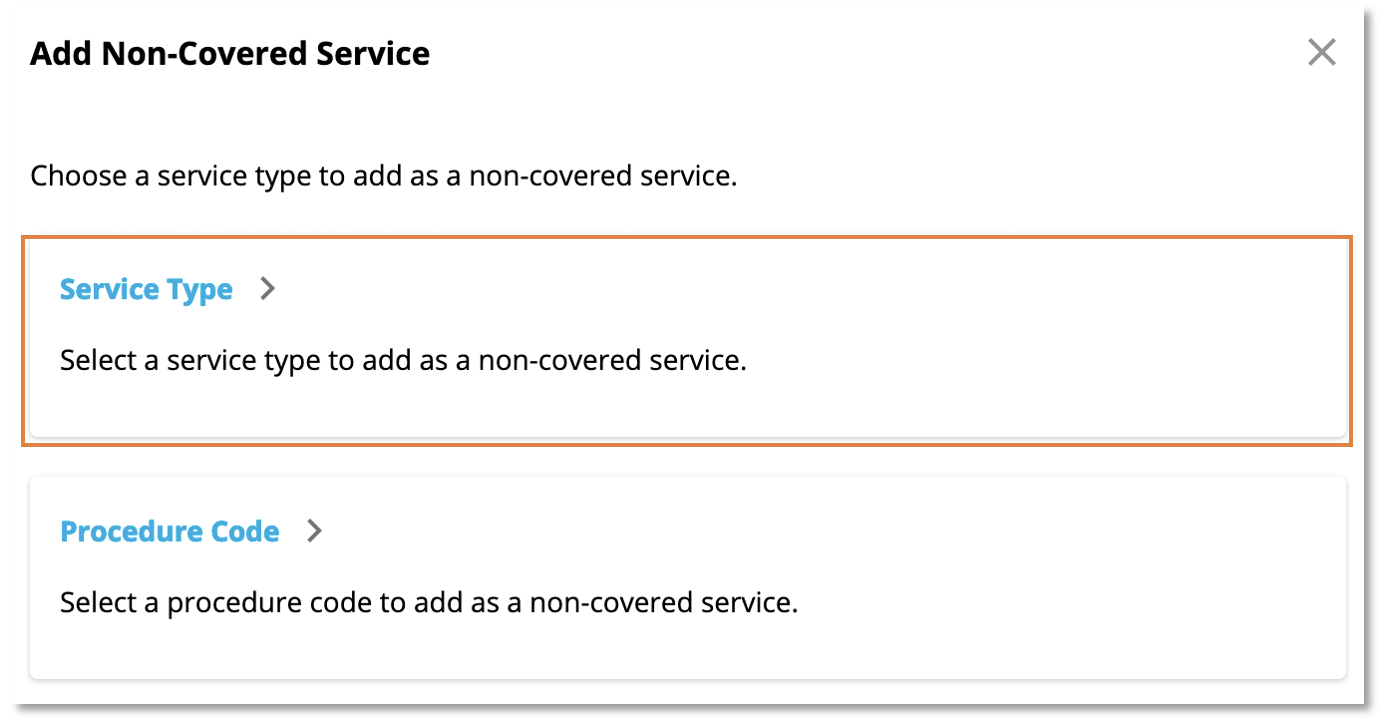 Add Non-Covered Service
Choose a service type to add as a non-covered service.
Service Type
Select a service type to add as a non-covered service.
Procedure Code
Select a procedure code to add as a non-covered service.